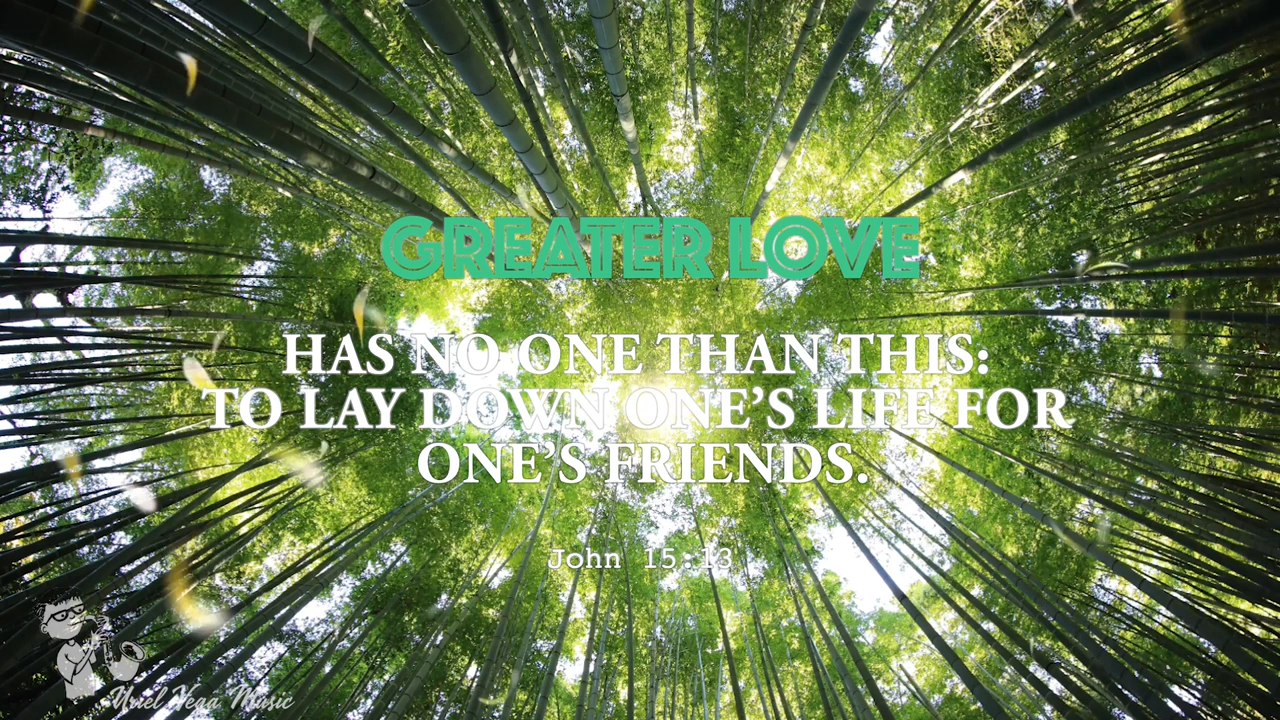 GREATER LOVE
HAS NO ONE THAN THIS:
TO LAY DOWN ONE’S LIFE FOR
ONE’S FRIENDS.
John 15:13
Uriel Vega Music